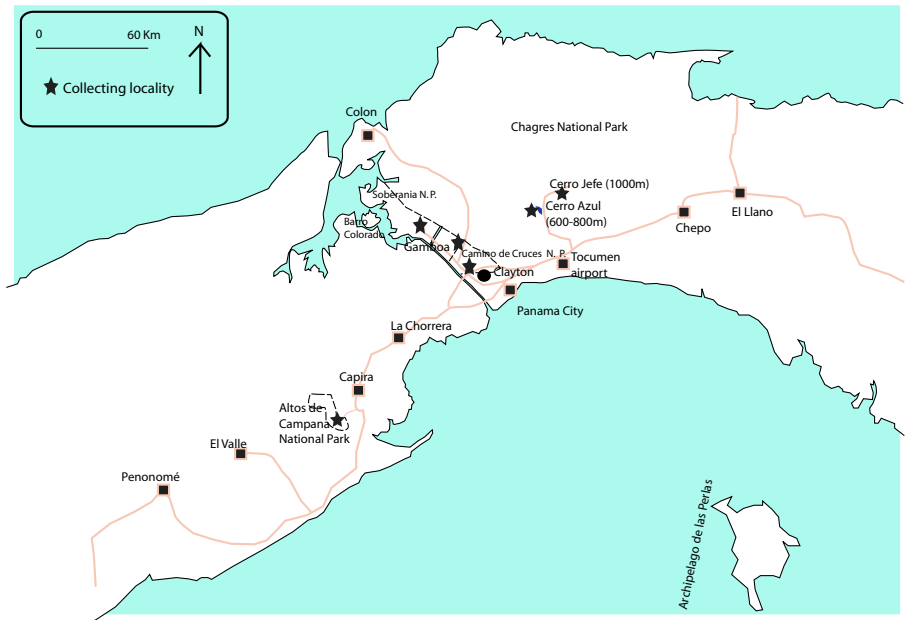 0 60 Km N
Collecting locality
Colon
Chagres National Park
Cerro Jefe (1000m)
Soberania N. P.
Cerro Azul
(600-800m)
El Llano
Barro
Colorado
Chepo
Gamboa
Camino de Cruces N. P.
Tocumen
airport
Clayton
Panama City
La Chorrera
Capira
Altos de
Campana
National Park
El Valle
Penonomé
Archipelago de las Perlas